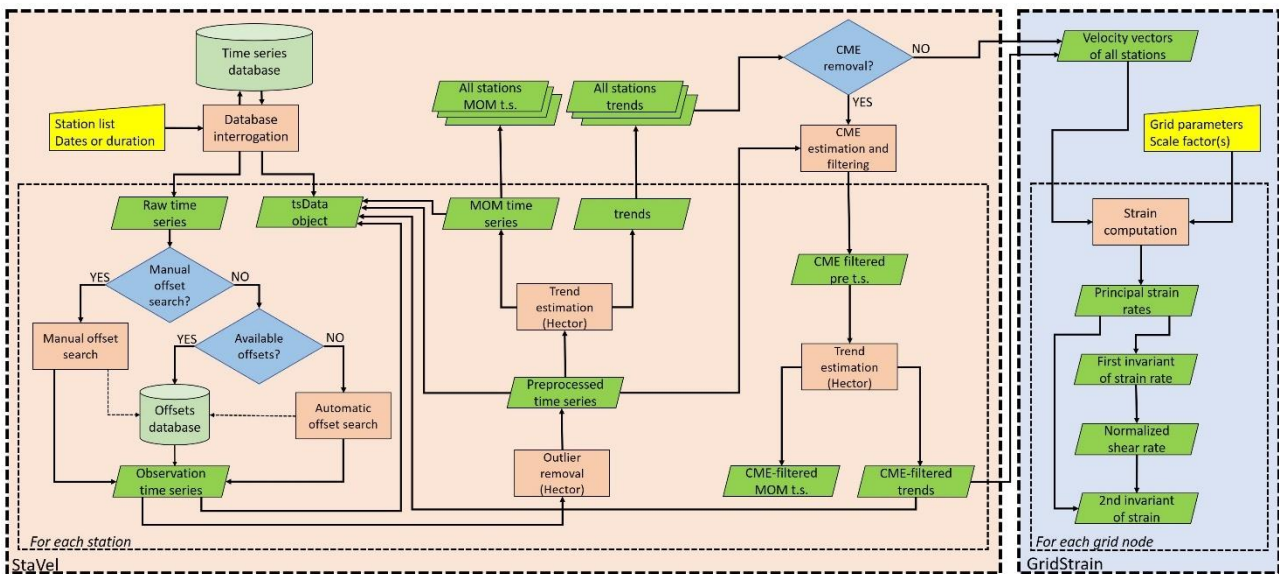 Time series
database
Station list
Dates or duration
Database
interrogation
All stations
MOM t.s.
All stations
trends
CME
removal?
NO
YES
CME
estimation and
filtering
Raw time
series
tsData
object
MOM time
series
trends
YES
Manual
offset
search?
NO
Manual offset
search
YES
Available
offsets?
NO
Offsets
database
Automatic
offset search
Observation
time series
Trend
estimation
(Hector)
Preprocessed
time series
Outlier
removal
(Hector)
CME filtered
pre t.s.
Trend
estimation
(Hector)
CME-filtered
MOM t.s.
CME-filtered
trends
For each station
StaVel
Velocity vectors
of all stations
Grid parameters
Scale factor(s)
Strain
computation
Principal strain
rates
First invariant
of strain rate
Normalized
shear rate
2nd invariant
of strain
For each grid node
GridStrain